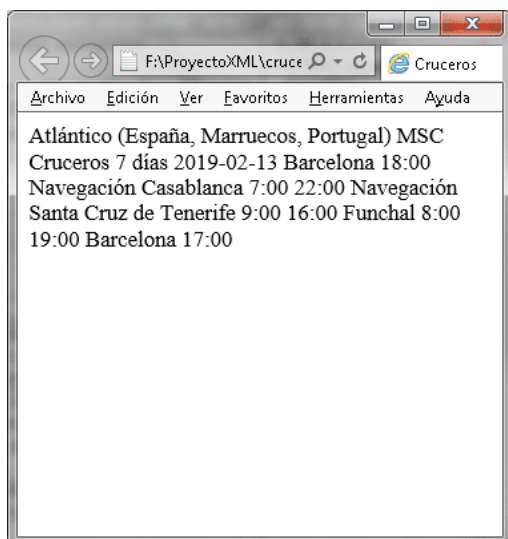 F:\ProyectoXML\cruce
Cruceros
Archivo Edición Ver Favoritos Herramientas Ayuda
Atlántico (España, Marruecos, Portugal) MSC
Cruceros 7 días 2019-02-13 Barcelona 18:00
Navegación Casablanca 7:00 22:00 Navegación
Santa Cruz de Tenerife 9:00 16:00 Funchal 8:00
19:00 Barcelona 17:00